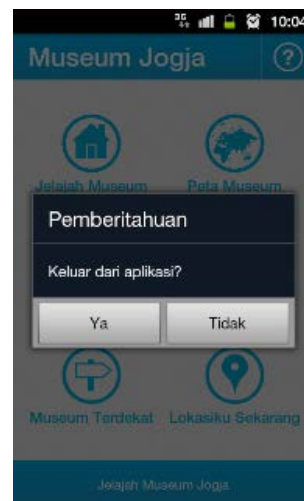 3G 10:04
Museum Jogja ?
Jelajah Museum Peta Museum
Pemberitahuan
Keluar dari aplikasi?
Ya Tidak
Museum Terdekat Lokasiku Sekarang
Jelajah Museum Jogja